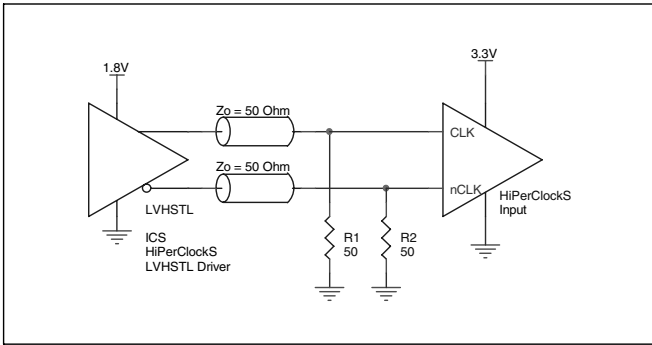 1.8V
3.3V
Zo = 50 Ohm
CLK
Zo = 50 Ohm
nCLK
HiPerClockS
Input
LVHSTL
ICS
HiPerClockS
LVHSTL Driver
R1
50
R2
50